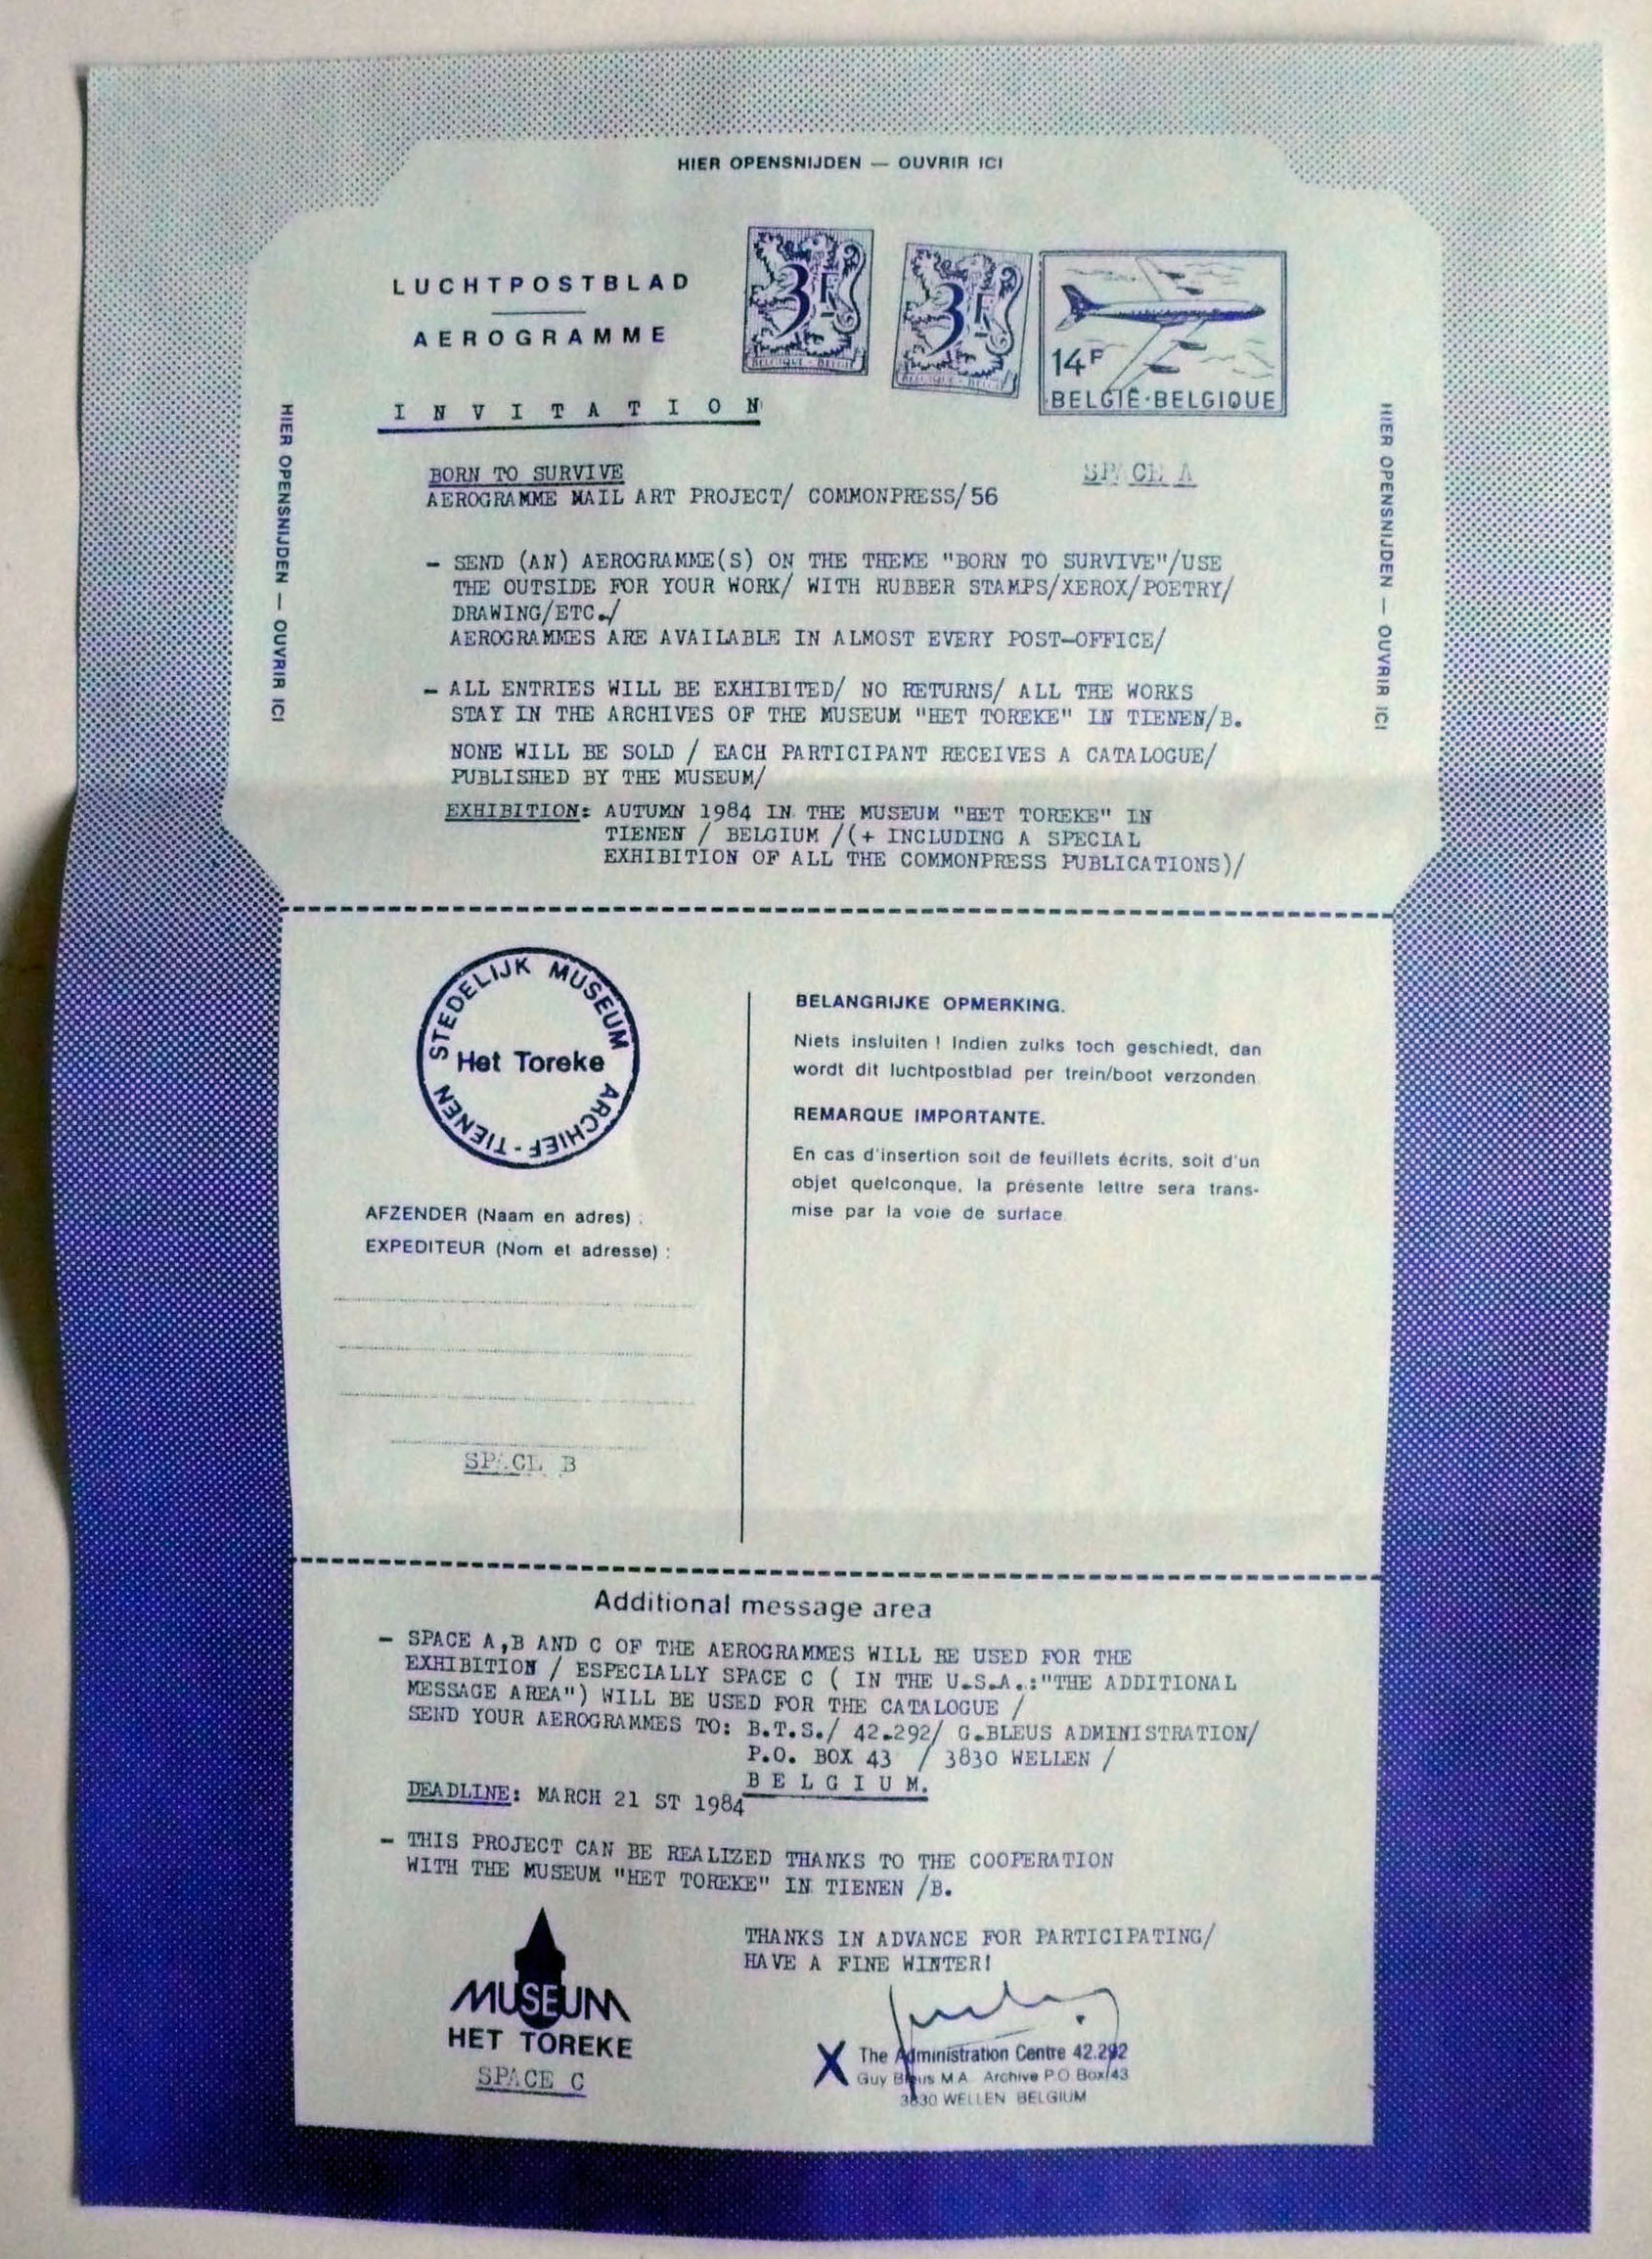 HIER OPENSNIJDEN — OUVRIR ICI
LUCHTPOSTBLAD
AEROGRAMME
3F
BELGIQUE - BELGIË
3F
BELGIQUE - BELGIË
14F
BELGIË·BELGIQUE
INVITATION
HIER OPENSNIJDEN — OUVRIR ICI
HIER OPENSNIJDEN — OUVRIR ICI
BORN TO SURVIVE
SPACE A
AEROGRAMME MAIL ART PROJECT/ COMMONPRESS/56
- SEND (AN) AEROGRAMME(S) ON THE THEME "BORN TO SURVIVE"/USE
THE OUTSIDE FOR YOUR WORK/ WITH RUBBER STAMPS/XEROX/POETRY/
DRAWING/ETC./
AEROGRAMMES ARE AVAILABLE IN ALMOST EVERY POST-OFFICE/
- ALL ENTRIES WILL BE EXHIBITED/ NO RETURNS/ ALL THE WORKS
STAY IN THE ARCHIVES OF THE MUSEUM "HET TOREKE" IN TIENEN/B.
NONE WILL BE SOLD / EACH PARTICIPANT RECEIVES A CATALOGUE/
PUBLISHED BY THE MUSEUM/
EXHIBITION: AUTUMN 1984 IN THE MUSEUM "HET TOREKE" IN
TIENEN / BELGIUM /(+ INCLUDING A SPECIAL
EXHIBITION OF ALL THE COMMONPRESS PUBLICATIONS)/
STEDELIJK MUSEUM
Het Toreke
ARCHIEF-TIENEN
AFZENDER (Naam en adres) :
EXPEDITEUR (Nom et adresse) :
SPACE B
BELANGRIJKE OPMERKING.
Niets insluiten ! Indien zulks toch geschiedt, dan
wordt dit luchtpostblad per trein/boot verzonden
REMARQUE IMPORTANTE.
En cas d'insertion soit de feuillets écrits, soit d'un
objet quelconque, la présente lettre sera trans-
mise par la voie de surface
Additional message area
- SPACE A,B AND C OF THE AEROGRAMMES WILL BE USED FOR THE
EXHIBITION / ESPECIALLY SPACE C ( IN THE U.S.A.:"THE ADDITIONAL
MESSAGE AREA") WILL BE USED FOR THE CATALOGUE /
SEND YOUR AEROGRAMMES TO: B.T.S./ 42.292/ G.BLEUS ADMINISTRATION/
P.O. BOX 43 / 3830 WELLEN /
BELGIUM.
DEADLINE: MARCH 21 ST 1984
- THIS PROJECT CAN BE REALIZED THANKS TO THE COOPERATION
WITH THE MUSEUM "HET TOREKE" IN TIENEN /B.
THANKS IN ADVANCE FOR PARTICIPATING/
HAVE A FINE WINTER!
MUSEUM
HET TOREKE
SPACE C
X The Administration Centre 42.292
Guy Bleus M.A. Archive P.O Box 43
3830 WELLEN BELGIUM